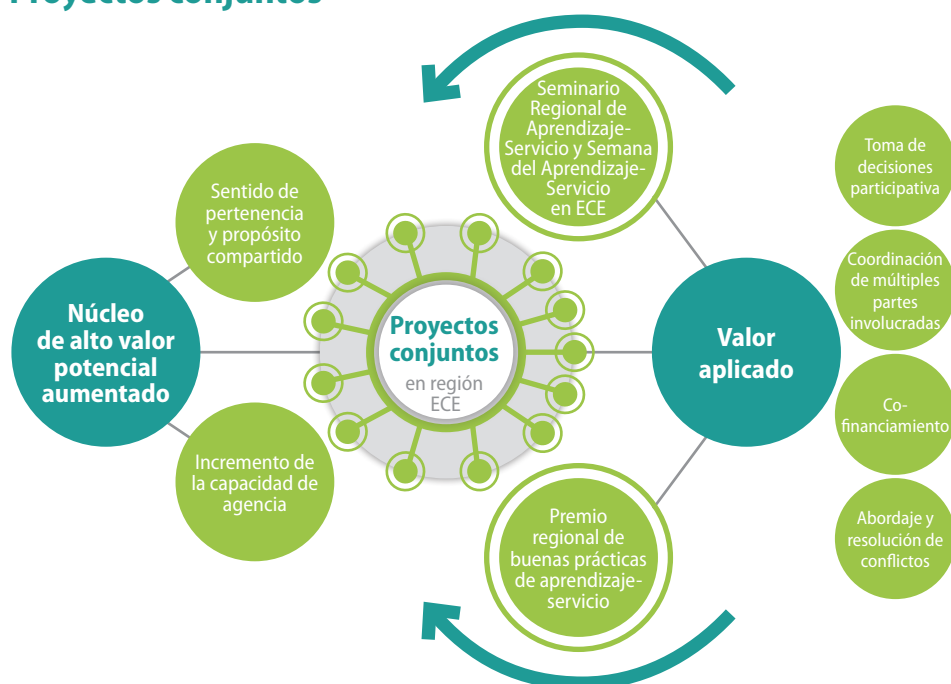 Proyectos conjuntos
Seminario
Regional de
Aprendizaje-
Servicio y Semana
del Aprendizaje-
Servicio
en ECE
Toma de
decisiones
participativa
Sentido de
pertenencia
y propósito
compartido
Coordinación
de múltiples
partes
involucradas
Núcleo
de alto valor
potencial
aumentado
Proyectos
conjuntos
en región
ECE
Valor
aplicado
Co-
financiamiento
Incremento de
la capacidad de
agencia
Premio
regional de
buenas prácticas
de aprendizaje-
servicio
Abordaje y
resolución de
conflictos